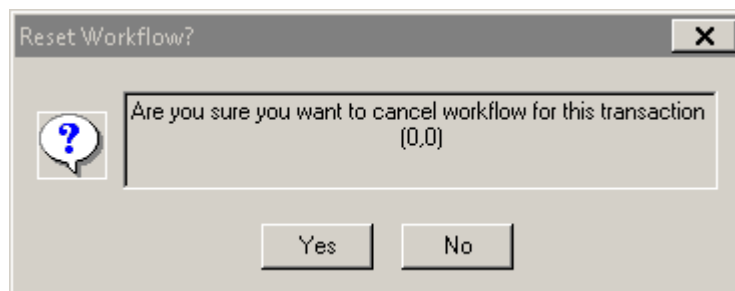 Reset Workflow?
Are you sure you want to cancel workflow for this transaction
(0,0)
Yes No